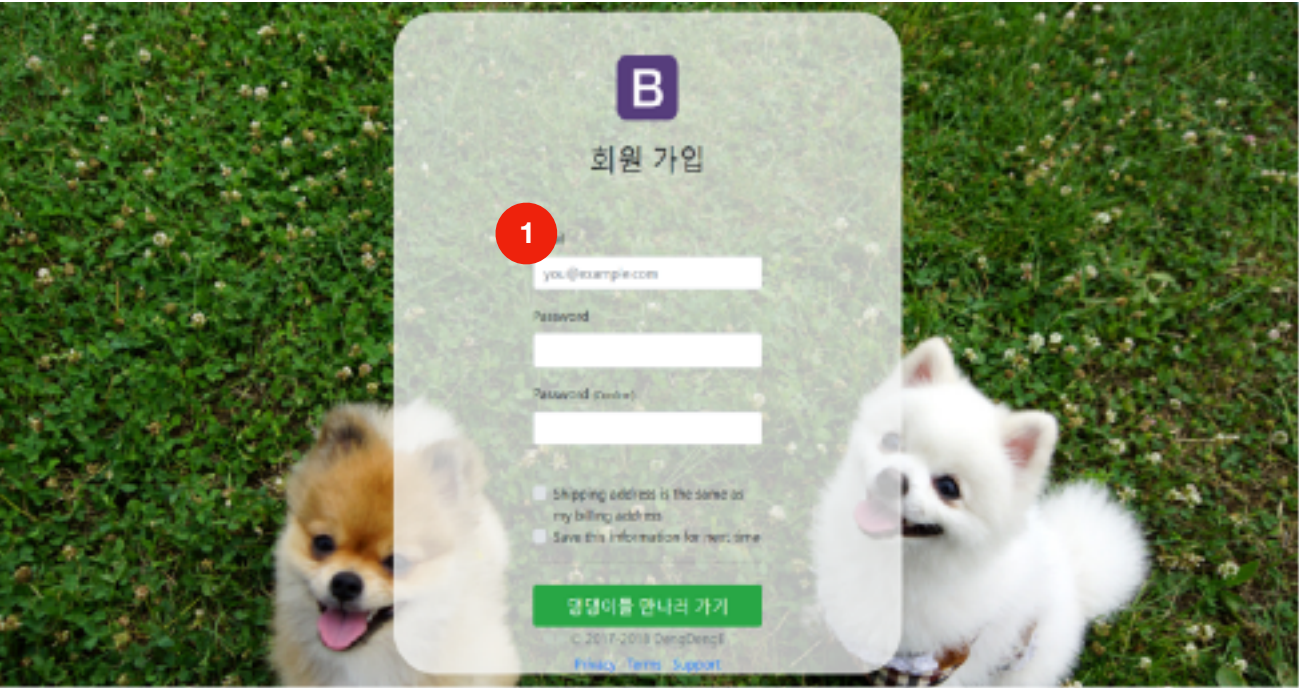 B
회원 가입
1
you@example.com
Password
Password
Shipping address is the same as
my billing address
Save this information for next time
댕댕이들 만나러 가기
© 2017-2018
Privacy Terms Support